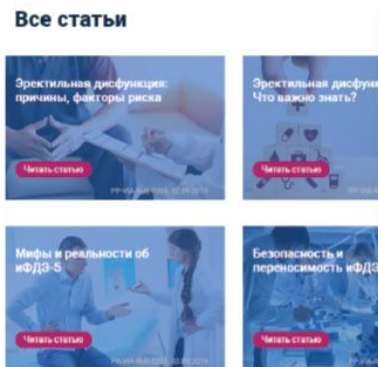 Все статьи
Эректильная дисфункция:
причины, факторы риска
Читать статью
Эректильная дисфунк
Что важно знать?
Читать статью
Мифы и реальности об
иФДЭ-5
Читать статью
Безопасность и
переносимость иФДЭ
Читать статью